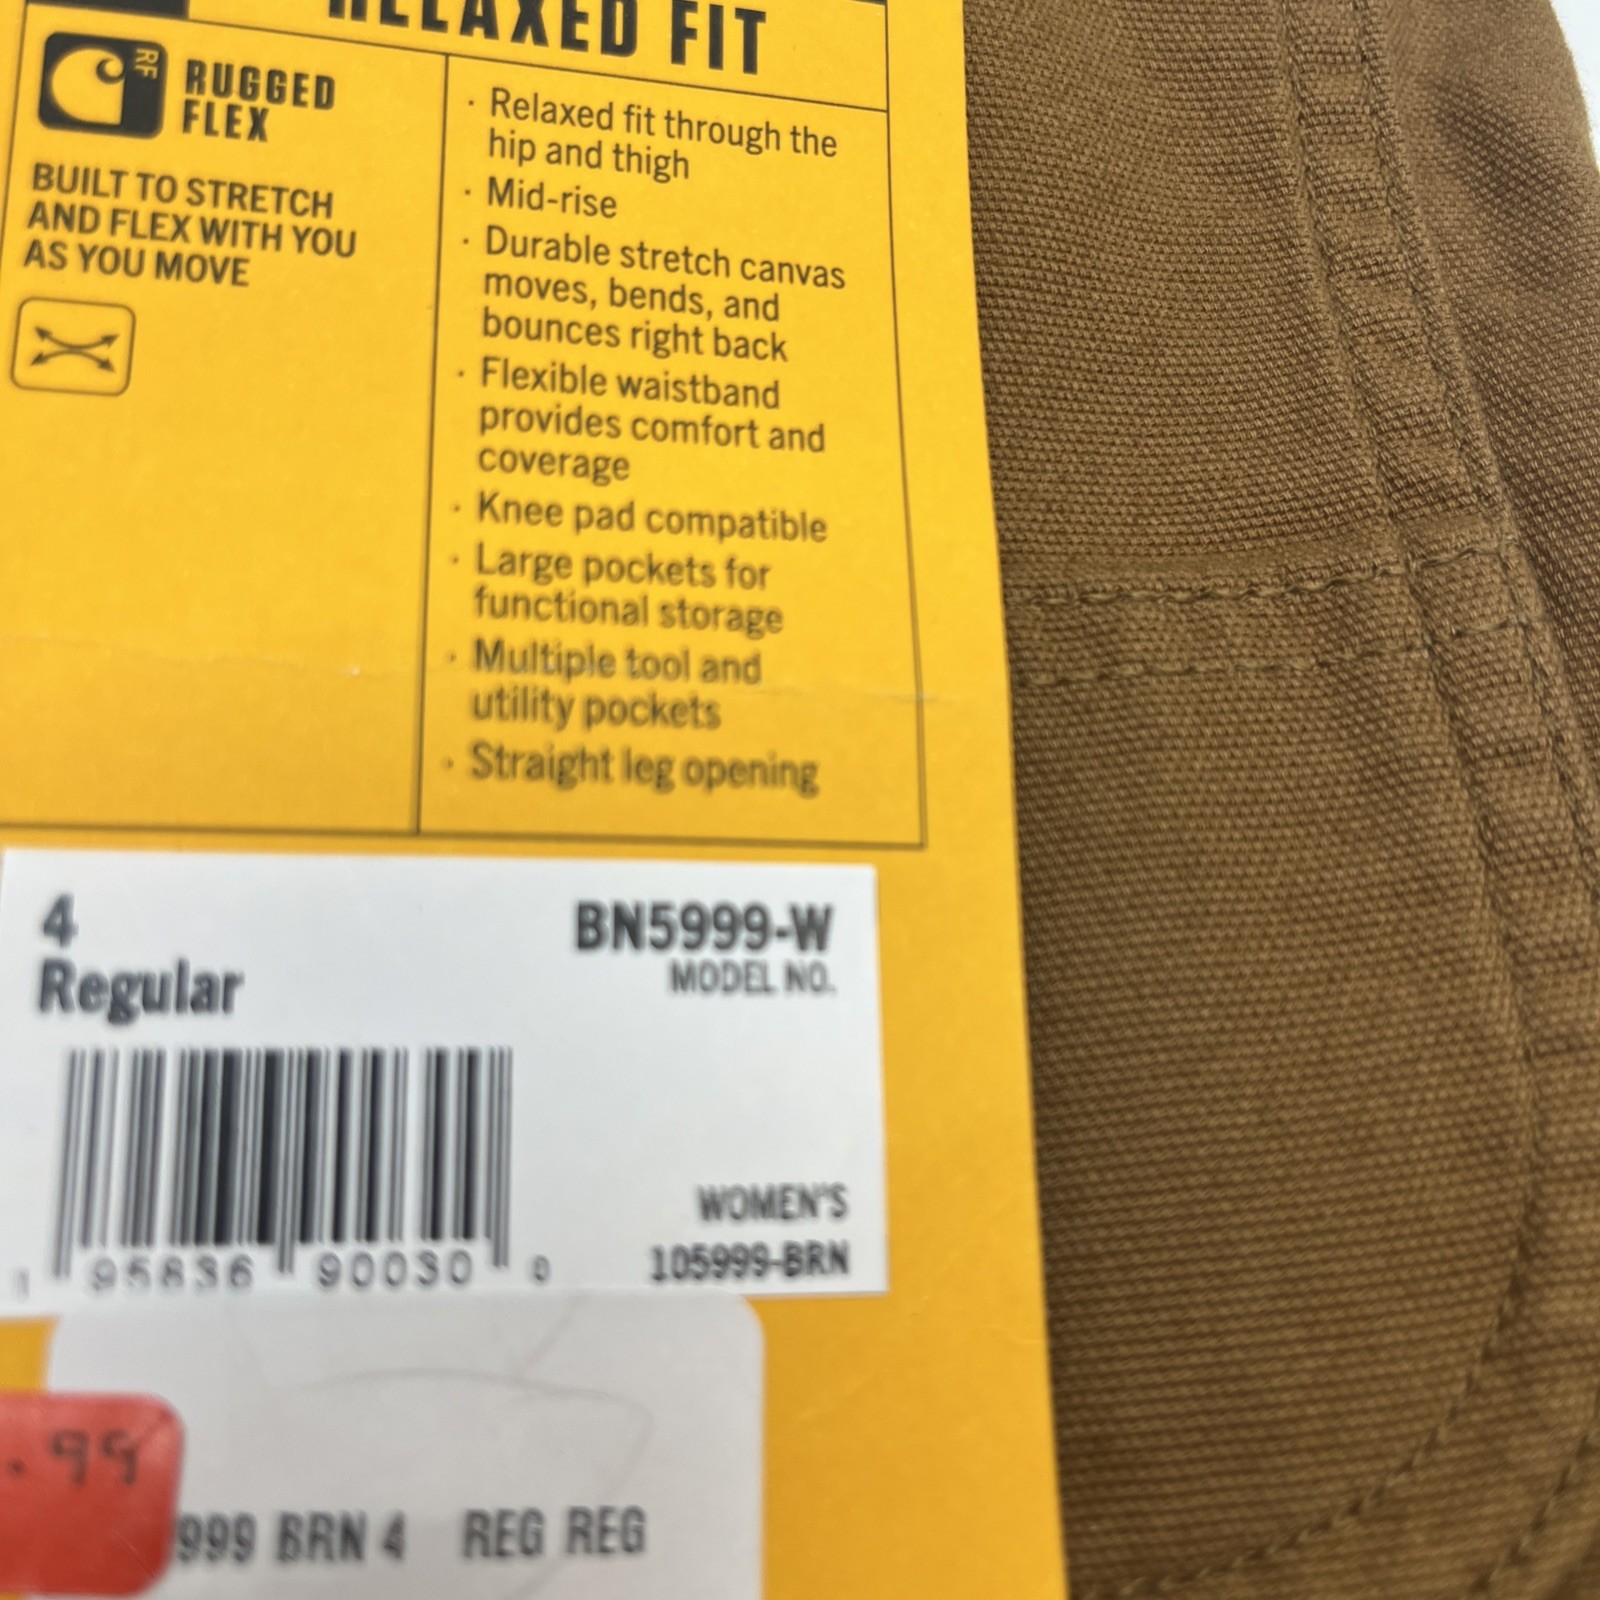 RELAXED FIT
RF
RUGGED
FLEX
BUILT TO STRETCH
AND FLEX WITH YOU
AS YOU MOVE
· Relaxed fit through the
hip and thigh
· Mid-rise
· Durable stretch canvas
moves, bends, and
bounces right back
· Flexible waistband
provides comfort and
coverage
· Knee pad compatible
· Large pockets for
functional storage
· Multiple tool and
utility pockets
· Straight leg opening
4
Regular
BN5999-W
MODEL NO.
WOMEN'S
105999-BRN
1 95836 90030 0
.99
999 BRN 4 REG REG